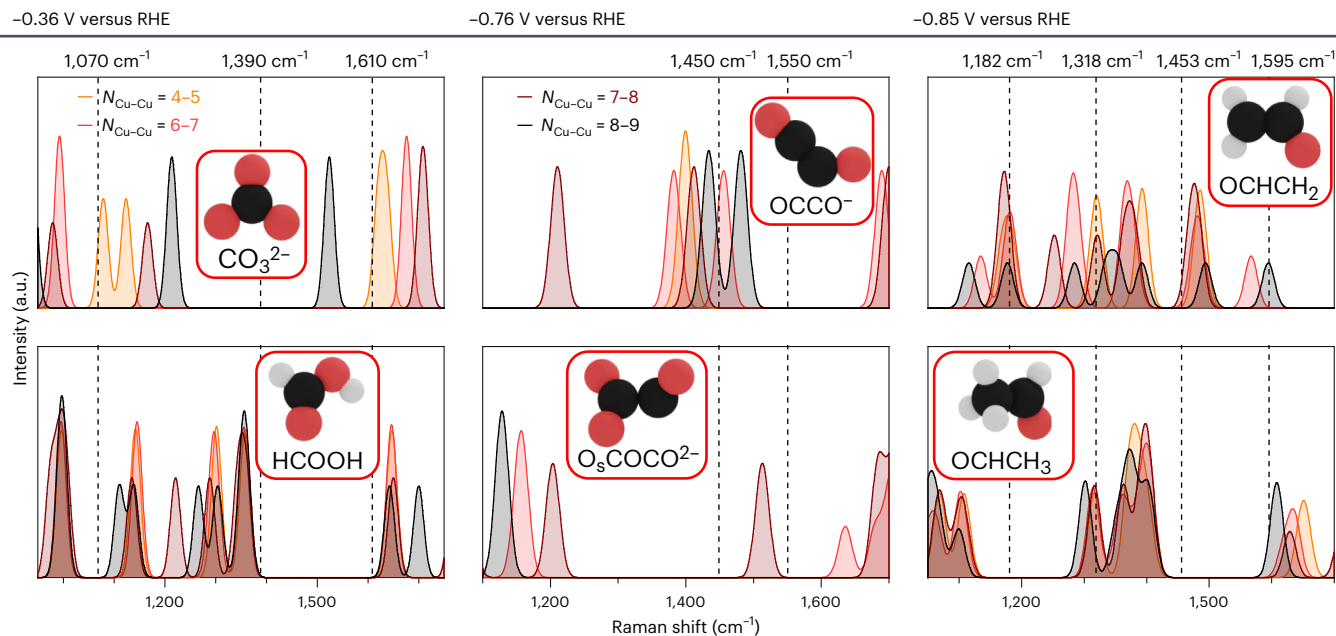 –0.36 V versus RHE
–0.76 V versus RHE
–0.85 V versus RHE
1,070 cm⁻¹ 1,390 cm⁻¹ 1,610 cm⁻¹
1,450 cm⁻¹ 1,550 cm⁻¹
1,182 cm⁻¹ 1,318 cm⁻¹ 1,453 cm⁻¹ 1,595 cm⁻¹
N_Cu–Cu = 4–5
N_Cu–Cu = 6–7
N_Cu–Cu = 7–8
N_Cu–Cu = 8–9
CO₃²⁻
OCCO⁻
OCHCH₂
Intensity (a.u.)
HCOOH
OₛCOCO²⁻
OCHCH₃
1,200 1,500
1,200 1,400 1,600
1,200 1,500
Raman shift (cm⁻¹)